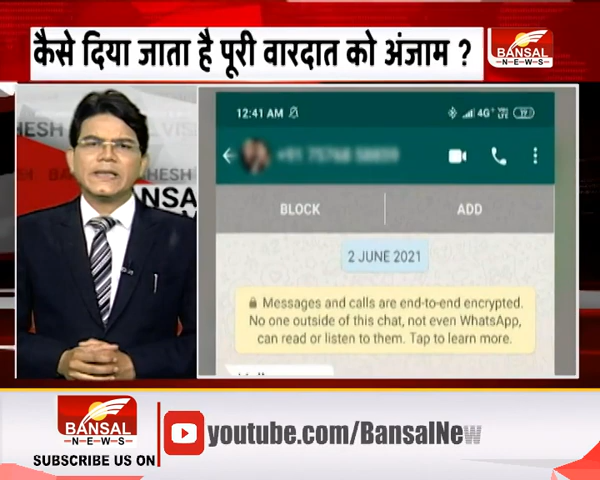 कैसे दिया जाता है पूरी वारदात को अंजाम ?
BANSAL
NEWS
12:41 AM
4G+
BLOCK
ADD
2 JUNE 2021
Messages and calls are end-to-end encrypted.
No one outside of this chat, not even WhatsApp,
can read or listen to them. Tap to learn more.
BANSAL
NEWS
SUBSCRIBE US ON
youtube.com/BansalNew